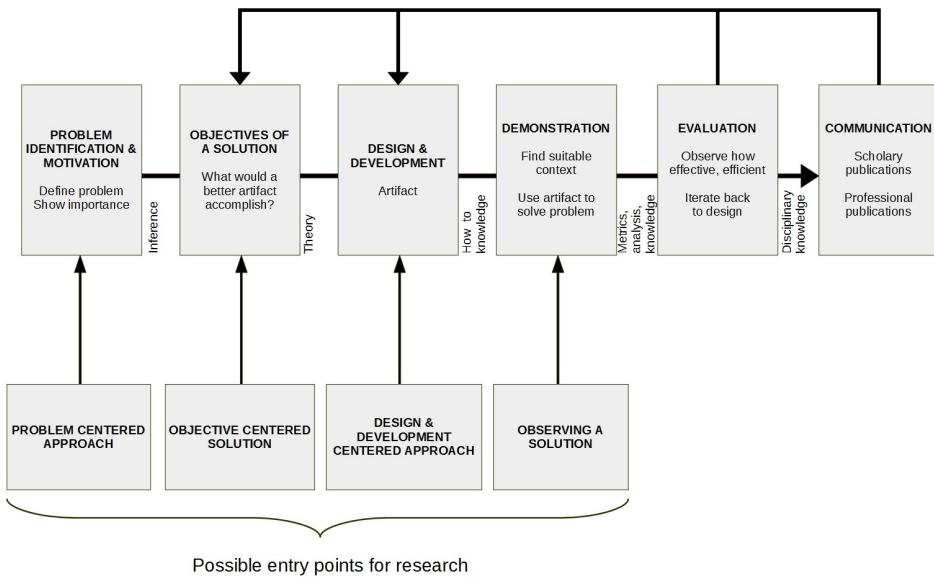 PROBLEM
IDENTIFICATION &
MOTIVATION
Define problem
Show importance
Inference
OBJECTIVES OF
A SOLUTION
What would a
better artifact
accomplish?
Theory
DESIGN &
DEVELOPMENT
Artifact
How to
knowledge
DEMONSTRATION
Find suitable
context
Use artifact to
solve problem
Metrics,
analysis,
knowledge
EVALUATION
Observe how
effective, efficient
Iterate back
to design
Disciplinary
knowledge
COMMUNICATION
Scholary
publications
Professional
publications
PROBLEM CENTERED
APPROACH
OBJECTIVE CENTERED
SOLUTION
DESIGN &
DEVELOPMENT
CENTERED APPROACH
OBSERVING A
SOLUTION
Possible entry points for research